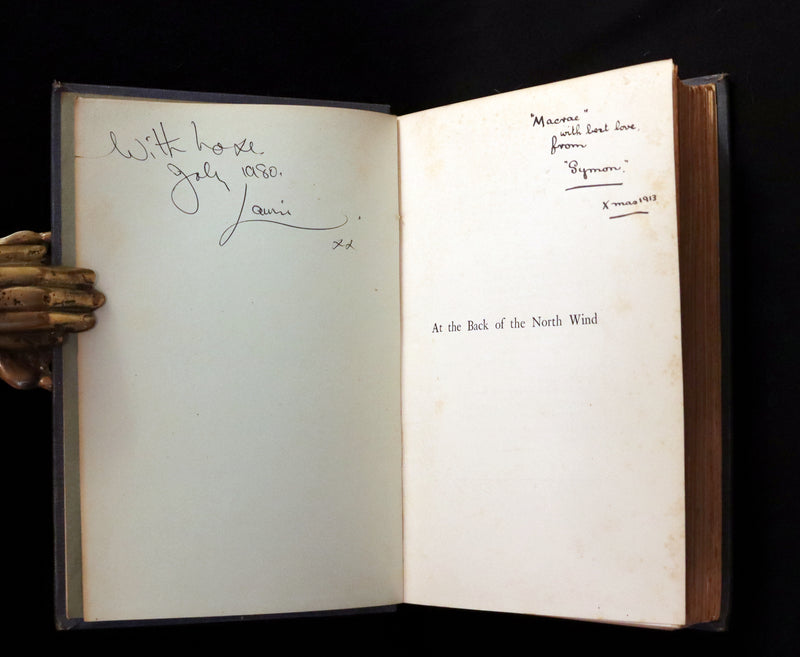 With love
July 1980.
Laurie
xx
"Macrae"
with best love,
from
"Symon."
Xmas 1913
At the Back of the North Wind